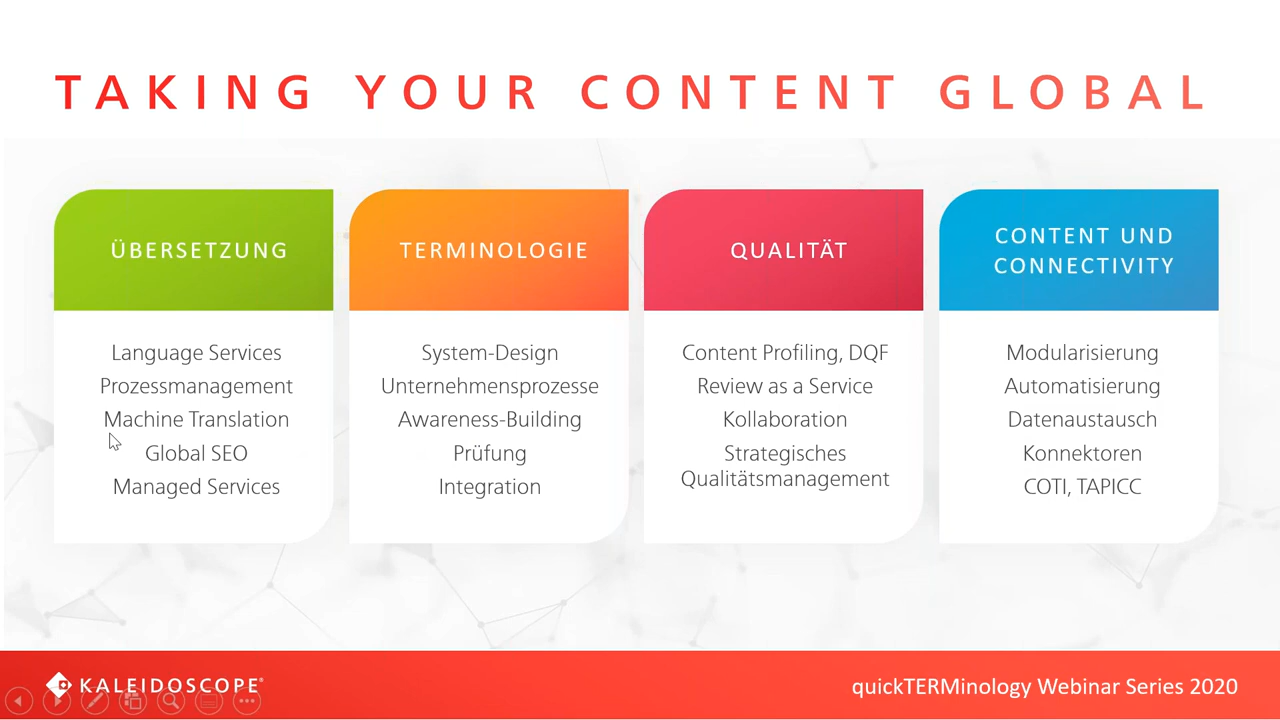 TAKING YOUR CONTENT GLOBAL
ÜBERSETZUNG
Language Services
Prozessmanagement
Machine Translation
Global SEO
Managed Services
TERMINOLOGIE
System-Design
Unternehmensprozesse
Awareness-Building
Prüfung
Integration
QUALITÄT
Content Profiling, DQF
Review as a Service
Kollaboration
Strategisches
Qualitätsmanagement
CONTENT UND
CONNECTIVITY
Modularisierung
Automatisierung
Datenaustausch
Konnektoren
COTI, TAPICC
KALEIDOSCOPE®
quickTERMinology Webinar Series 2020